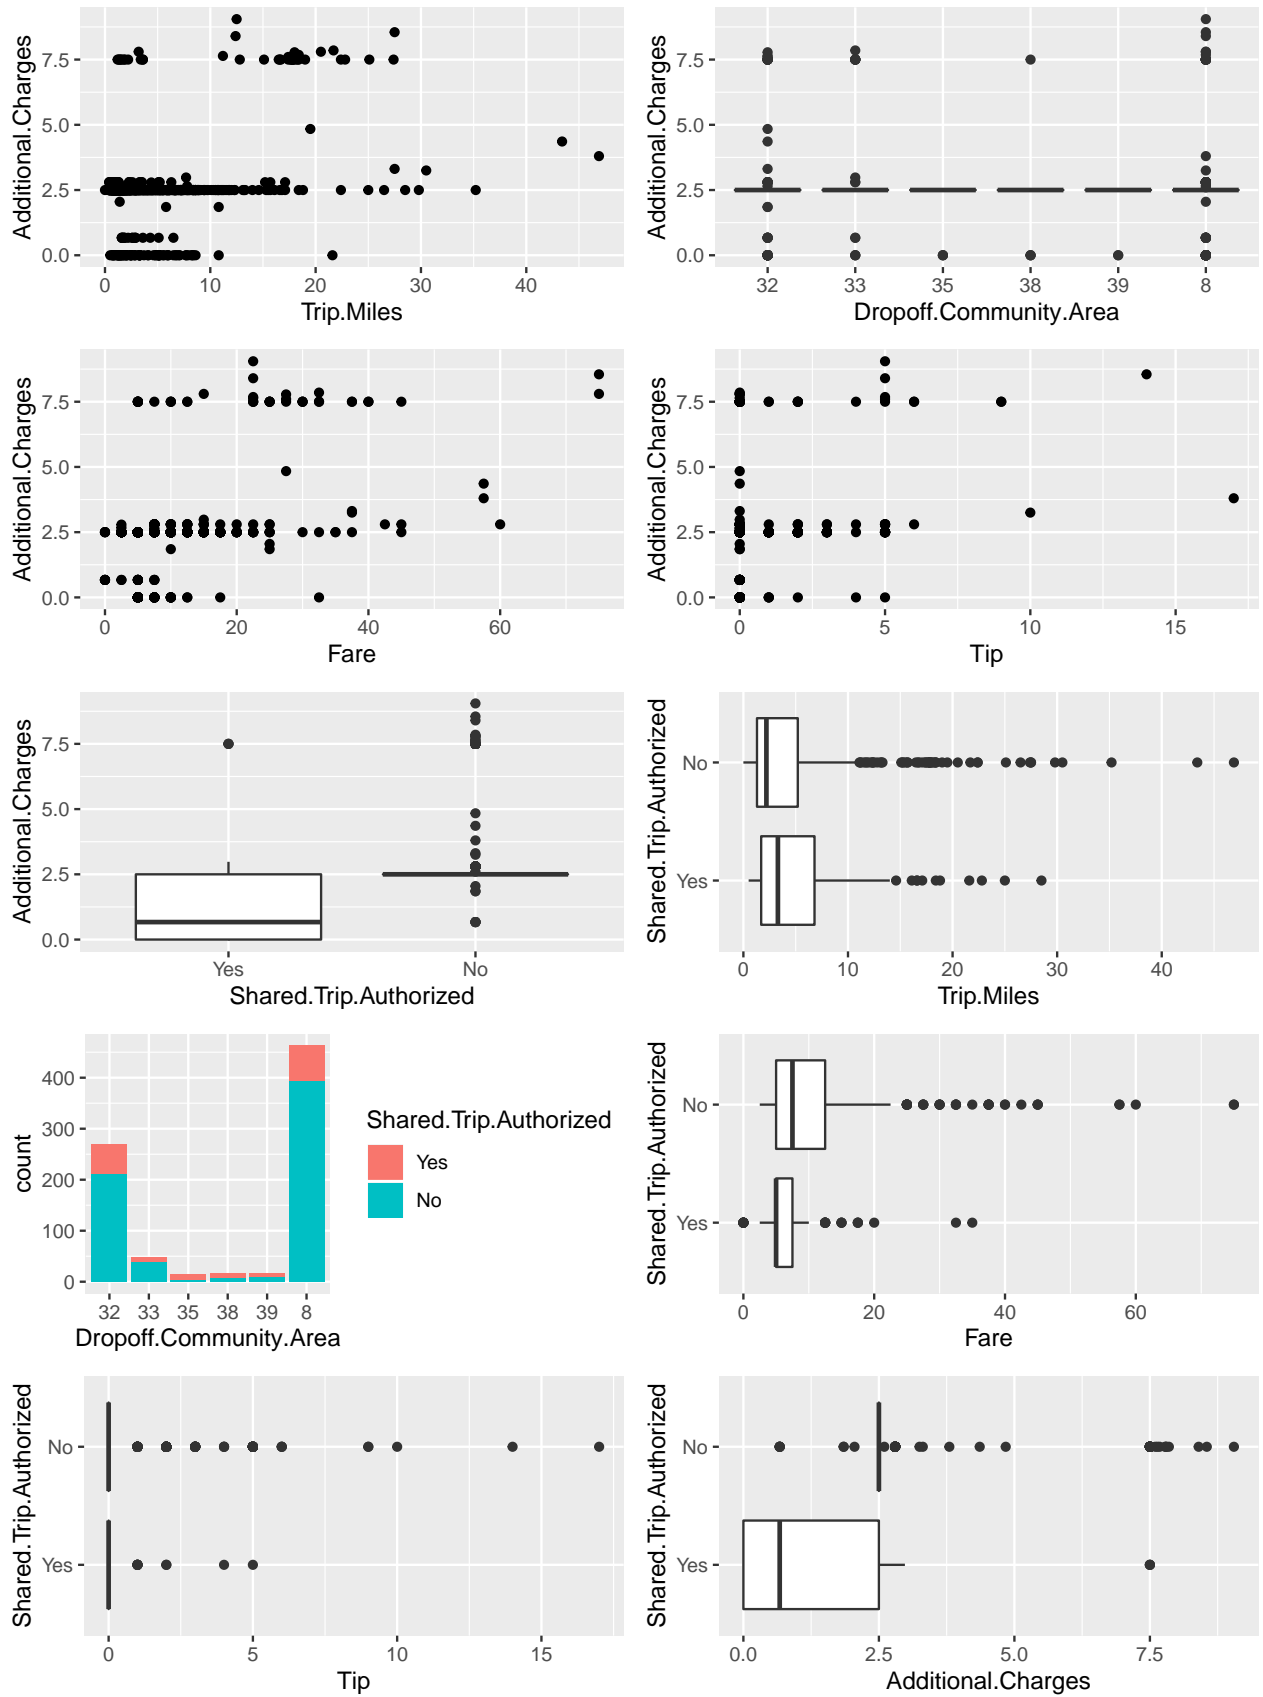 Additional.Charges
7.5
5.0
2.5
0.0
0 10 20 30 40
Trip.Miles
Additional.Charges
7.5
5.0
2.5
0.0
32 33 35 38 39 8
Dropoff.Community.Area
Additional.Charges
7.5
5.0
2.5
0.0
0 20 40 60
Fare
Additional.Charges
7.5
5.0
2.5
0.0
0 5 10 15
Tip
Additional.Charges
7.5
5.0
2.5
0.0
Yes No
Shared.Trip.Authorized
Shared.Trip.Authorized
No
Yes
0 10 20 30 40
Trip.Miles
count
400
300
200
100
0
32 33 35 38 39 8
Dropoff.Community.Area
Shared.Trip.Authorized
Yes
No
Shared.Trip.Authorized
No
Yes
0 20 40 60
Fare
Shared.Trip.Authorized
No
Yes
0 5 10 15
Tip
Shared.Trip.Authorized
No
Yes
0.0 2.5 5.0 7.5
Additional.Charges